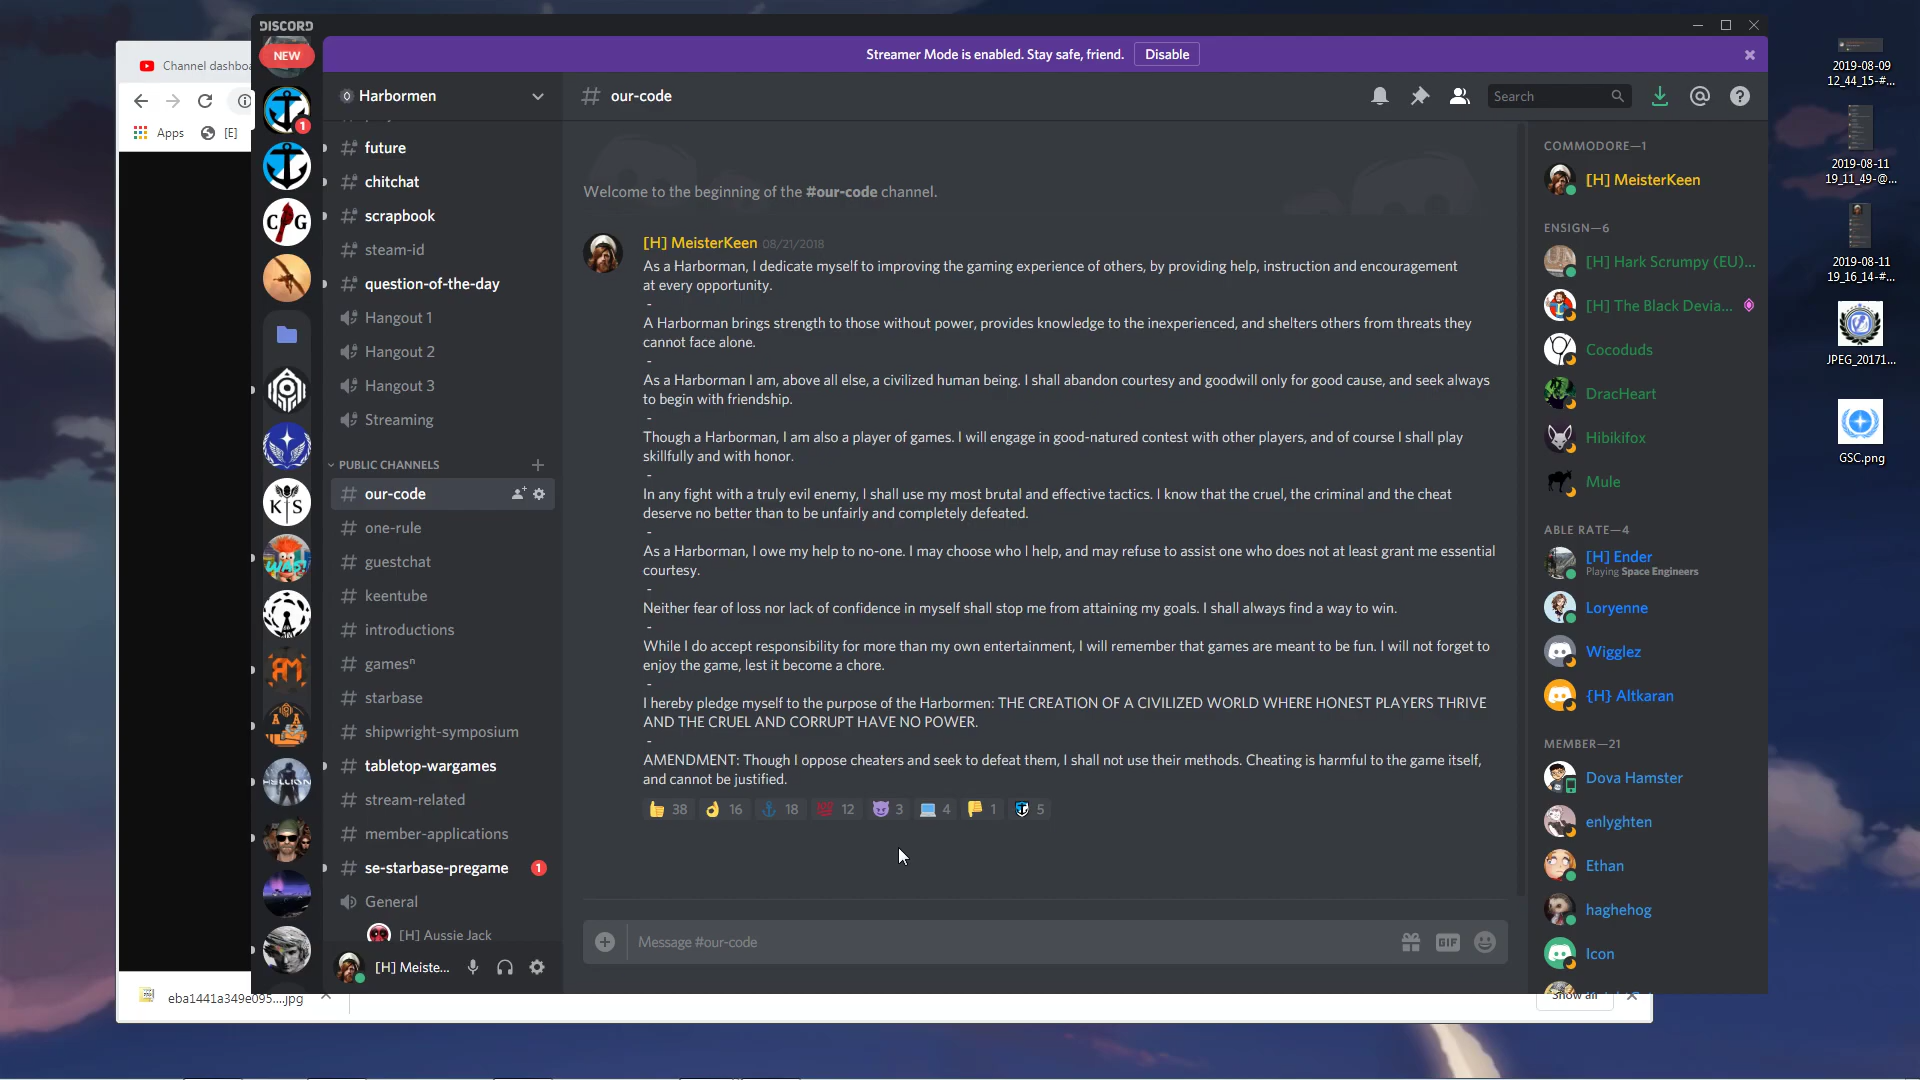 DISCORD
NEW
Streamer Mode is enabled. Stay safe, friend.
Disable
Channel dashboa
Apps
[E]
Harbormen
# our-code
Search
# future
# chitchat
# scrapbook
# steam-id
# question-of-the-day
Hangout 1
Hangout 2
Hangout 3
Streaming
PUBLIC CHANNELS
# our-code
# one-rule
# guestchat
# keentube
# introductions
# gamesⁿ
# starbase
# shipwright-symposium
# tabletop-wargames
# stream-related
# member-applications
# se-starbase-pregame 1
General
[H] Aussie Jack
[H] Meiste...
1
C G
K S
WAS!
A A
HELLION
Welcome to the beginning of the #our-code channel.
[H] MeisterKeen 08/21/2018
As a Harborman, I dedicate myself to improving the gaming experience of others, by providing help, instruction and encouragement
at every opportunity.
-
A Harborman brings strength to those without power, provides knowledge to the inexperienced, and shelters others from threats they
cannot face alone.
-
As a Harborman I am, above all else, a civilized human being. I shall abandon courtesy and goodwill only for good cause, and seek always
to begin with friendship.
-
Though a Harborman, I am also a player of games. I will engage in good-natured contest with other players, and of course I shall play
skillfully and with honor.
-
In any fight with a truly evil enemy, I shall use my most brutal and effective tactics. I know that the cruel, the criminal and the cheat
deserve no better than to be unfairly and completely defeated.
-
As a Harborman, I owe my help to no-one. I may choose who I help, and may refuse to assist one who does not at least grant me essential
courtesy.
-
Neither fear of loss nor lack of confidence in myself shall stop me from attaining my goals. I shall always find a way to win.
-
While I do accept responsibility for more than my own entertainment, I will remember that games are meant to be fun. I will not forget to
enjoy the game, lest it become a chore.
-
I hereby pledge myself to the purpose of the Harbormen: THE CREATION OF A CIVILIZED WORLD WHERE HONEST PLAYERS THRIVE
AND THE CRUEL AND CORRUPT HAVE NO POWER.
-
AMENDMENT: Though I oppose cheaters and seek to defeat them, I shall not use their methods. Cheating is harmful to the game itself,
and cannot be justified.
38 16 18 12 3 4 1 5
Message #our-code
GIF
COMMODORE—1
[H] MeisterKeen
ENSIGN—6
[H] Hark Scrumpy (EU)...
[H] The Black Devia...
Cocoduds
DracHeart
Hibikifox
Mule
ABLE RATE—4
[H] Ender
Playing Space Engineers
Loryenne
Wigglez
{H} Altkaran
MEMBER—21
Dova Hamster
enlyghten
Ethan
haghehog
Icon
2019-08-09
12_44_15-#...
2019-08-11
19_11_49-@...
2019-08-11
19_16_14-#...
JPEG_20171...
GSC.png
eba1441a349e095....jpg
Show all